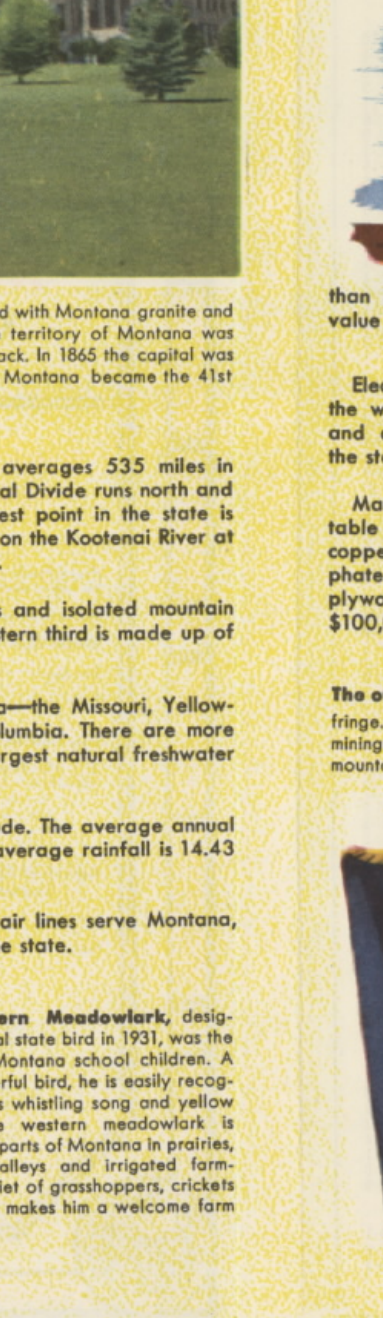 d with Montana granite and
territory of Montana was
ack. In 1865 the capital was
Montana became the 41st
averages 535 miles in
al Divide runs north and
est point in the state is
on the Kootenai River at
s and isolated mountain
tern third is made up of
a—the Missouri, Yellow-
lumbia. There are more
rgest natural freshwater
de. The average annual
average rainfall is 14.43
air lines serve Montana,
e state.
ern Meadowlark, desig-
al state bird in 1931, was the
Montana school children. A
rful bird, he is easily recog-
s whistling song and yellow
e western meadowlark is
parts of Montana in prairies,
alleys and irrigated farm-
iet of grasshoppers, crickets
makes him a welcome farm
than
value
Ele
the w
and
the st
Ma
table
coppe
phate
plywo
$100,
The o
fringe.
mining
mount